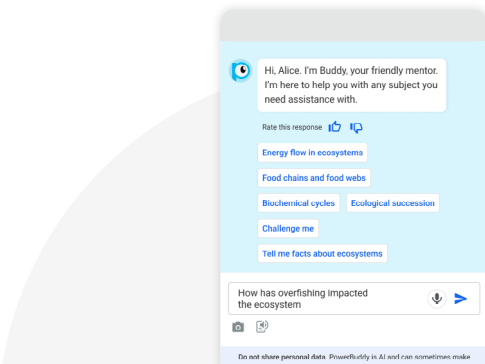 Hi, Alice. I'm Buddy, your friendly mentor.
I'm here to help you with any subject you
need assistance with.
Rate this response
Energy flow in ecosystems
Food chains and food webs
Biochemical cycles Ecological succession
Challenge me
Tell me facts about ecosystems
How has overfishing impacted
the ecosystem
Do not share personal data. PowerBuddy is AI and can sometimes make